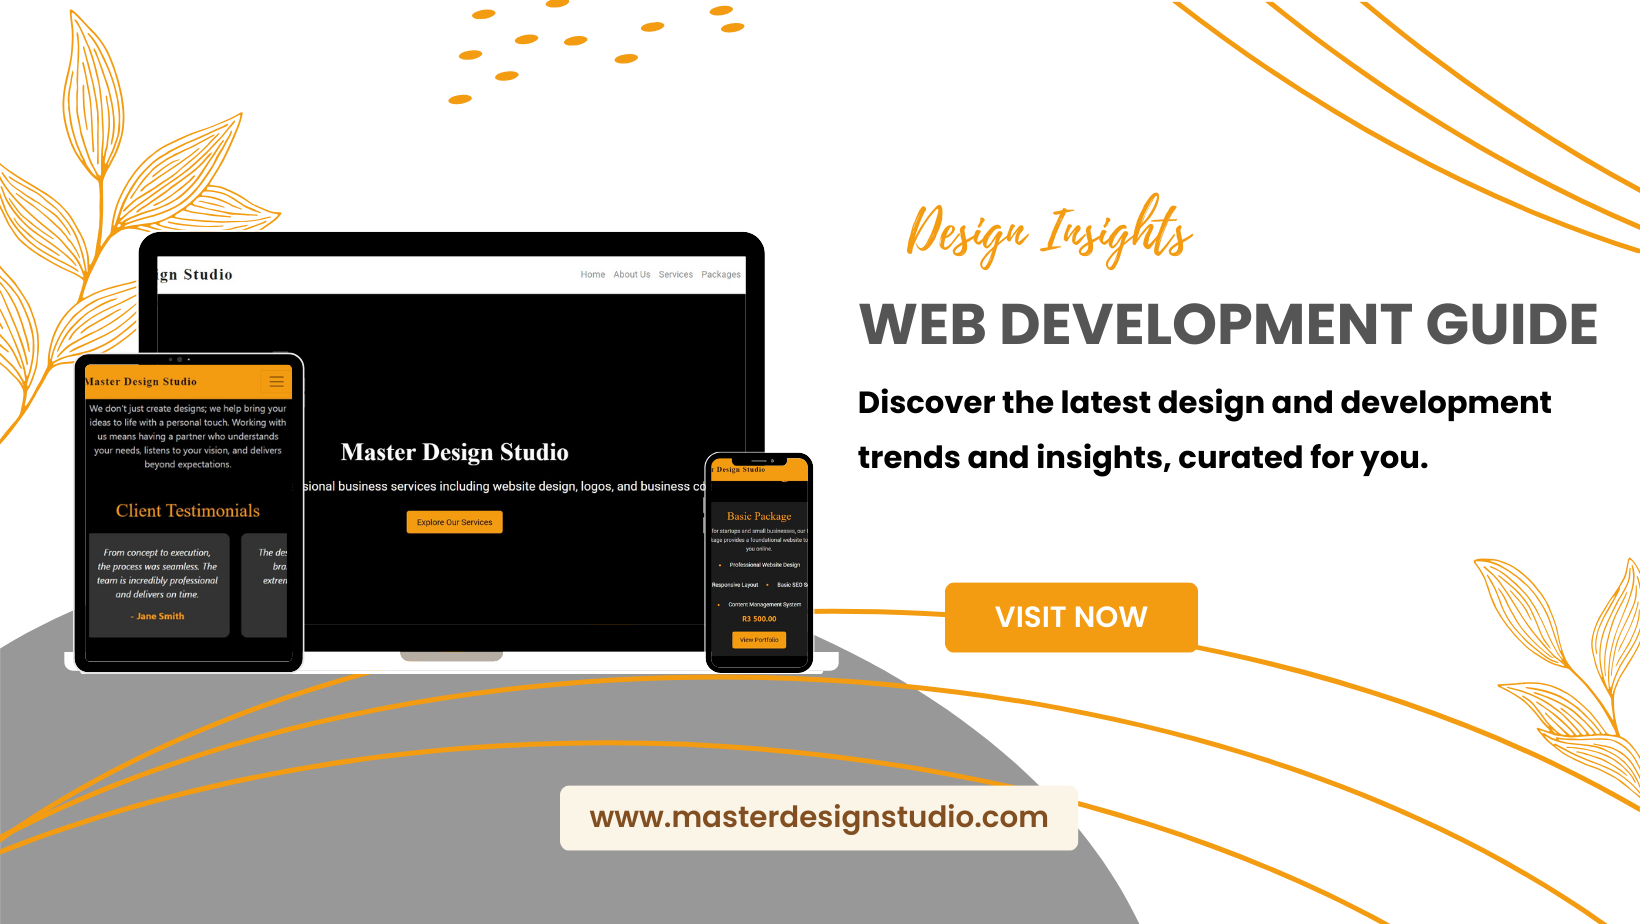 Design Insights
WEB DEVELOPMENT GUIDE
Discover the latest design and development
trends and insights, curated for you.
VISIT NOW
www.masterdesignstudio.com
ign Studio
Home About Us Services Packages
Master Design Studio
sional business services including website design, logos, and business co
Explore Our Services
Master Design Studio
We don't just create designs; we help bring your
ideas to life with a personal touch. Working with
us means having a partner who understands
your needs, listens to your vision, and delivers
beyond expectations.
Client Testimonials
From concept to execution,
the process was seamless. The
team is incredibly professional
and delivers on time.
- Jane Smith
The des
bra
extren
r Design Studio
Basic Package
for startups and small businesses, our
kage provides a foundational website to
you online.
• Professional Website Design
Responsive Layout • Basic SEO S
• Content Management System
R3 500.00
View Portfolio